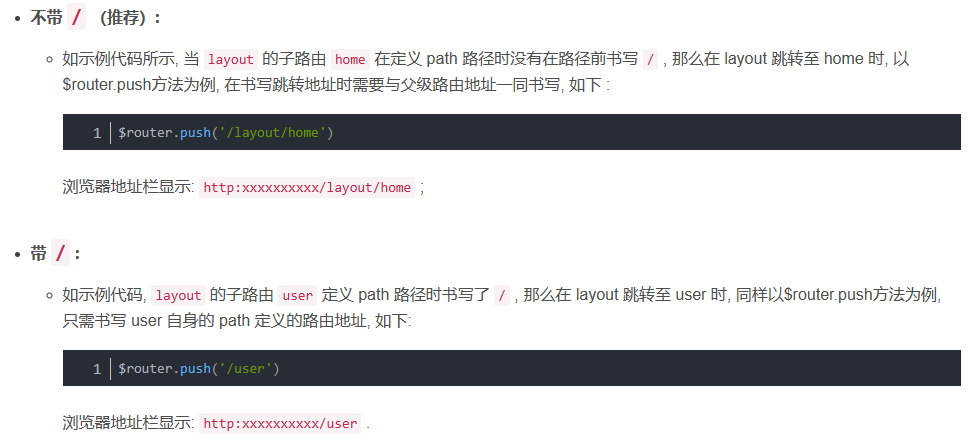 不带 / （推荐）：
如示例代码所示, 当 layout 的子路由 home 在定义 path 路径时没有在路径前书写 / , 那么在 layout 跳转至 home 时, 以
$router.push方法为例, 在书写跳转地址时需要与父级路由地址一同书写, 如下 :
1 $router.push('/layout/home')
浏览器地址栏显示: http:xxxxxxxxxx/layout/home ;
带 / ：
如示例代码, layout 的子路由 user 定义 path 路径时书写了 / , 那么在 layout 跳转至 user 时, 同样以$router.push方法为例,
只需书写 user 自身的 path 定义的路由地址, 如下:
1 $router.push('/user')
浏览器地址栏显示: http:xxxxxxxxxx/user .